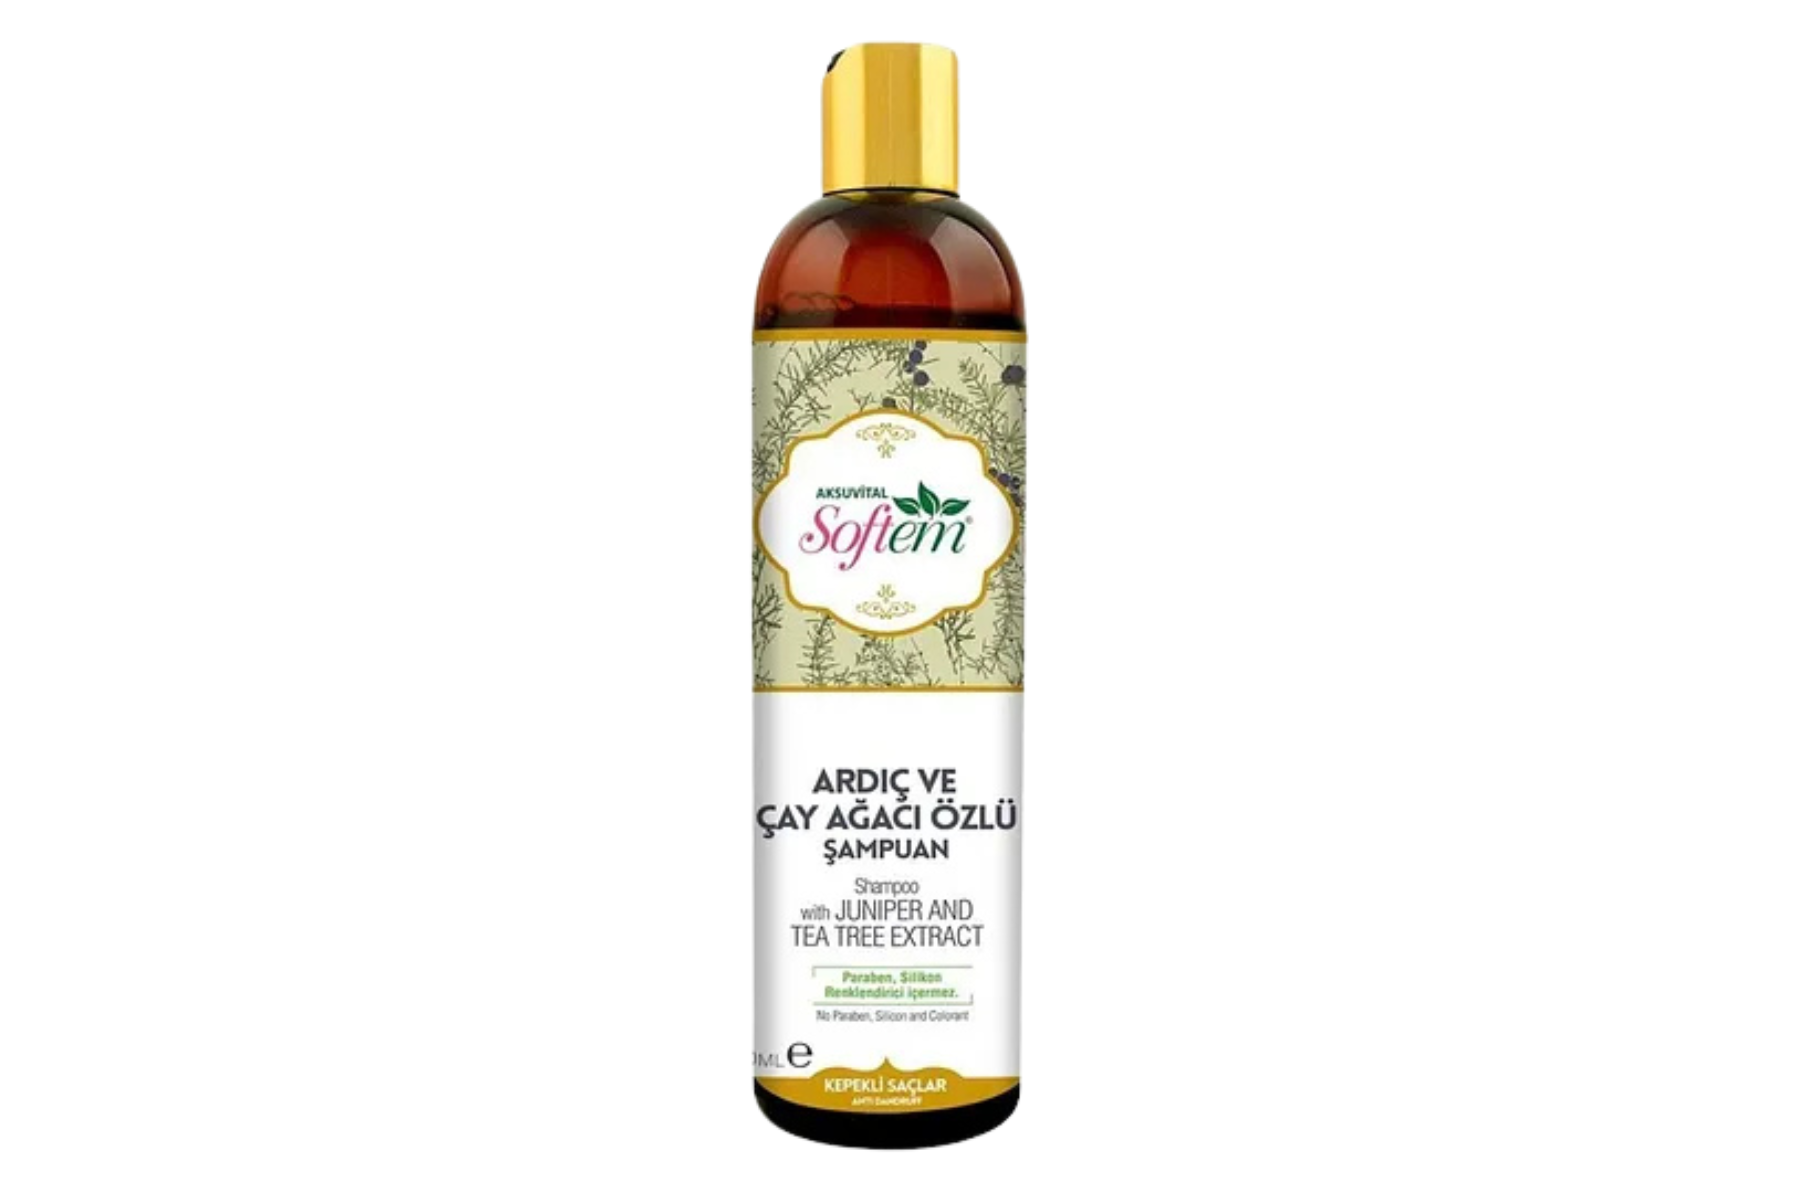 AKSUVİTAL
Softem®
ARDIÇ VE
ÇAY AĞACI ÖZLÜ
ŞAMPUAN
Shampoo
with JUNIPER AND
TEA TREE EXTRACT
Paraben, Silikon
Renklendirici içermez.
No Paraben, Silicon and Colorant
ML e
KEPEKLİ SAÇLAR
ANTI DANDRUFF